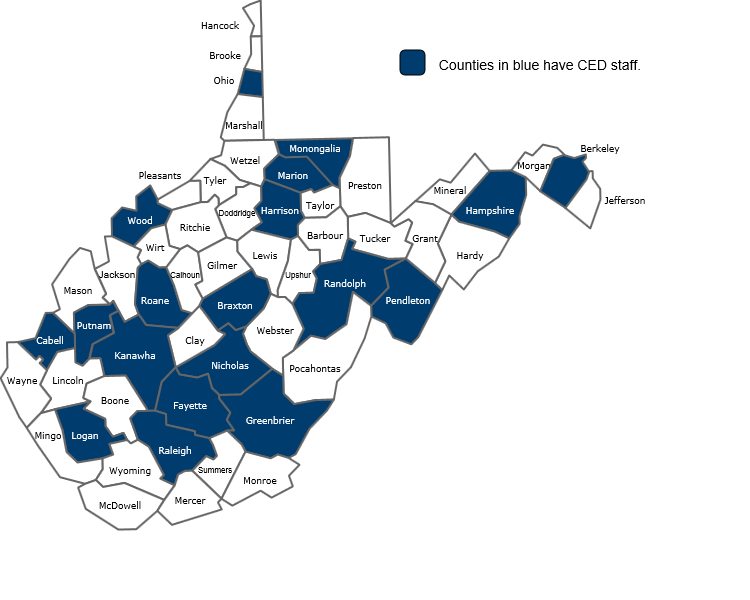 Hancock
Brooke
Ohio
Counties in blue have CED staff.
Marshall
Wetzel
Monongalia
Marion
Pleasants
Tyler
Preston
Morgan
Berkeley
Mineral
Jefferson
Wood
Doddridge
Harrison
Taylor
Hampshire
Ritchie
Barbour
Tucker
Grant
Wirt
Hardy
Lewis
Gilmer
Jackson
Calhoun
Upshur
Mason
Roane
Randolph
Braxton
Pendleton
Putnam
Cabell
Clay
Webster
Kanawha
Nicholas
Pocahontas
Wayne
Lincoln
Boone
Fayette
Greenbrier
Mingo
Logan
Raleigh
Wyoming
Summers
Monroe
McDowell
Mercer